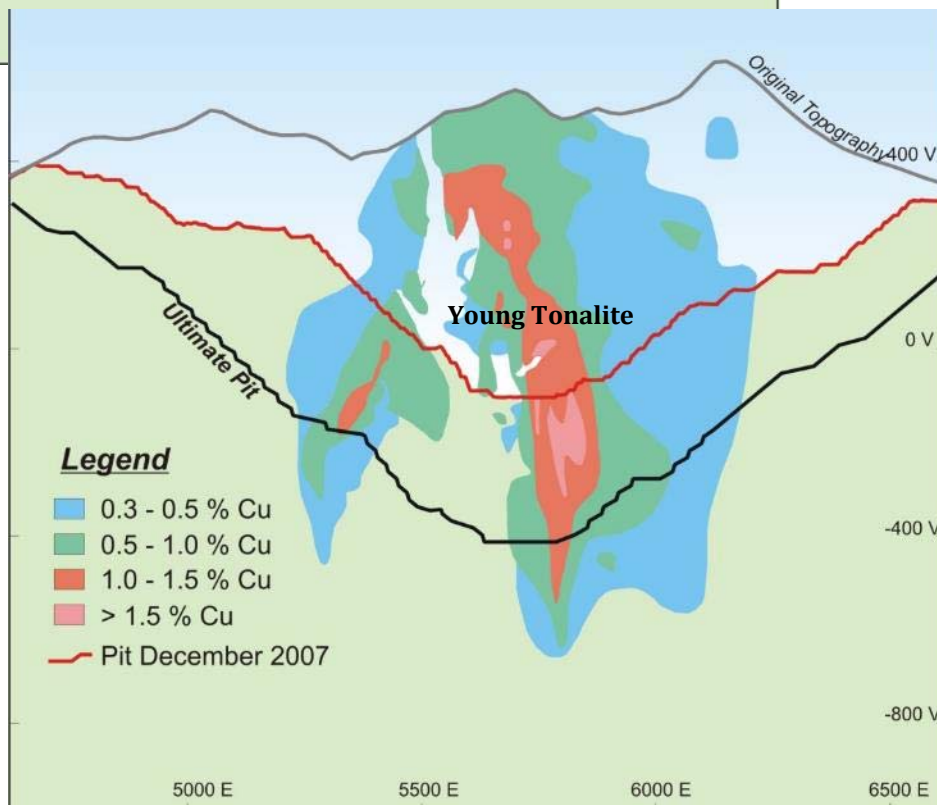 Original Topography
400 V
Young Tonalite
0 V
Ultimate Pit
Legend
0.3 - 0.5 % Cu
0.5 - 1.0 % Cu
1.0 - 1.5 % Cu
> 1.5 % Cu
Pit December 2007
-400 V
-800 V
5000 E
5500 E
6000 E
6500 E